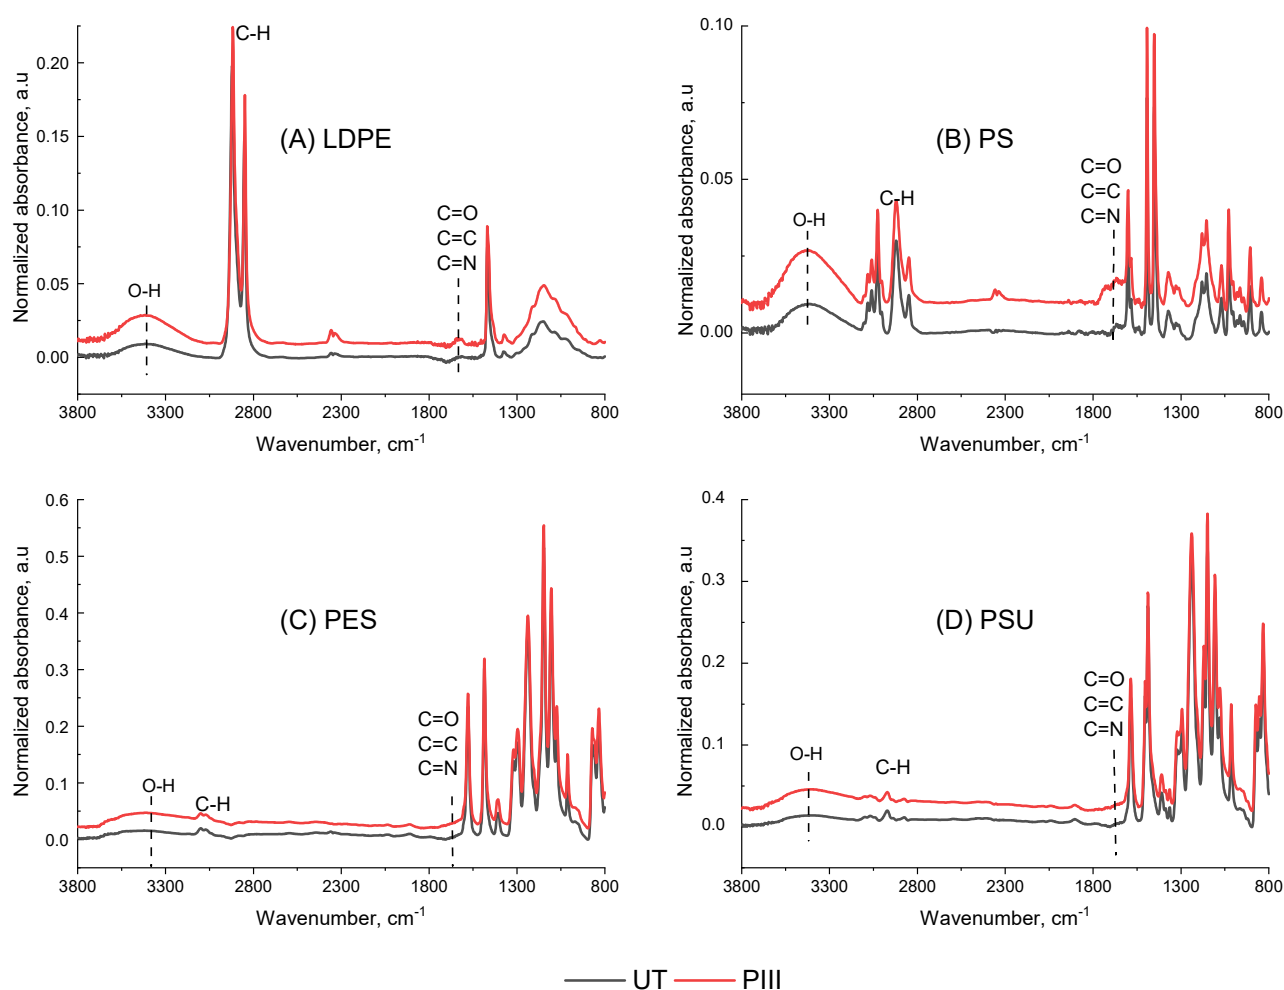 C-H
(A) LDPE
C=O
C=C
C=N
O-H
Normalized absorbance, a.u
0.20
0.15
0.10
0.05
0.00
3800
3300
2800
2300
1800
1300
800
Wavenumber, cm-1
(B) PS
C=O
C=C
C=N
C-H
O-H
Normalized absorbance, a.u
0.10
0.05
0.00
3800
3300
2800
2300
1800
1300
800
Wavenumber, cm-1
(C) PES
C=O
C=C
C=N
O-H
C-H
Normalized absorbance, a.u
0.6
0.5
0.4
0.3
0.2
0.1
0.0
3800
3300
2800
2300
1800
1300
800
Wavenumber, cm-1
(D) PSU
C=O
C=C
C=N
O-H
C-H
Normalized absorbance, a.u
0.4
0.3
0.2
0.1
0.0
3800
3300
2800
2300
1800
1300
800
Wavenumber, cm-1
UT
PIII